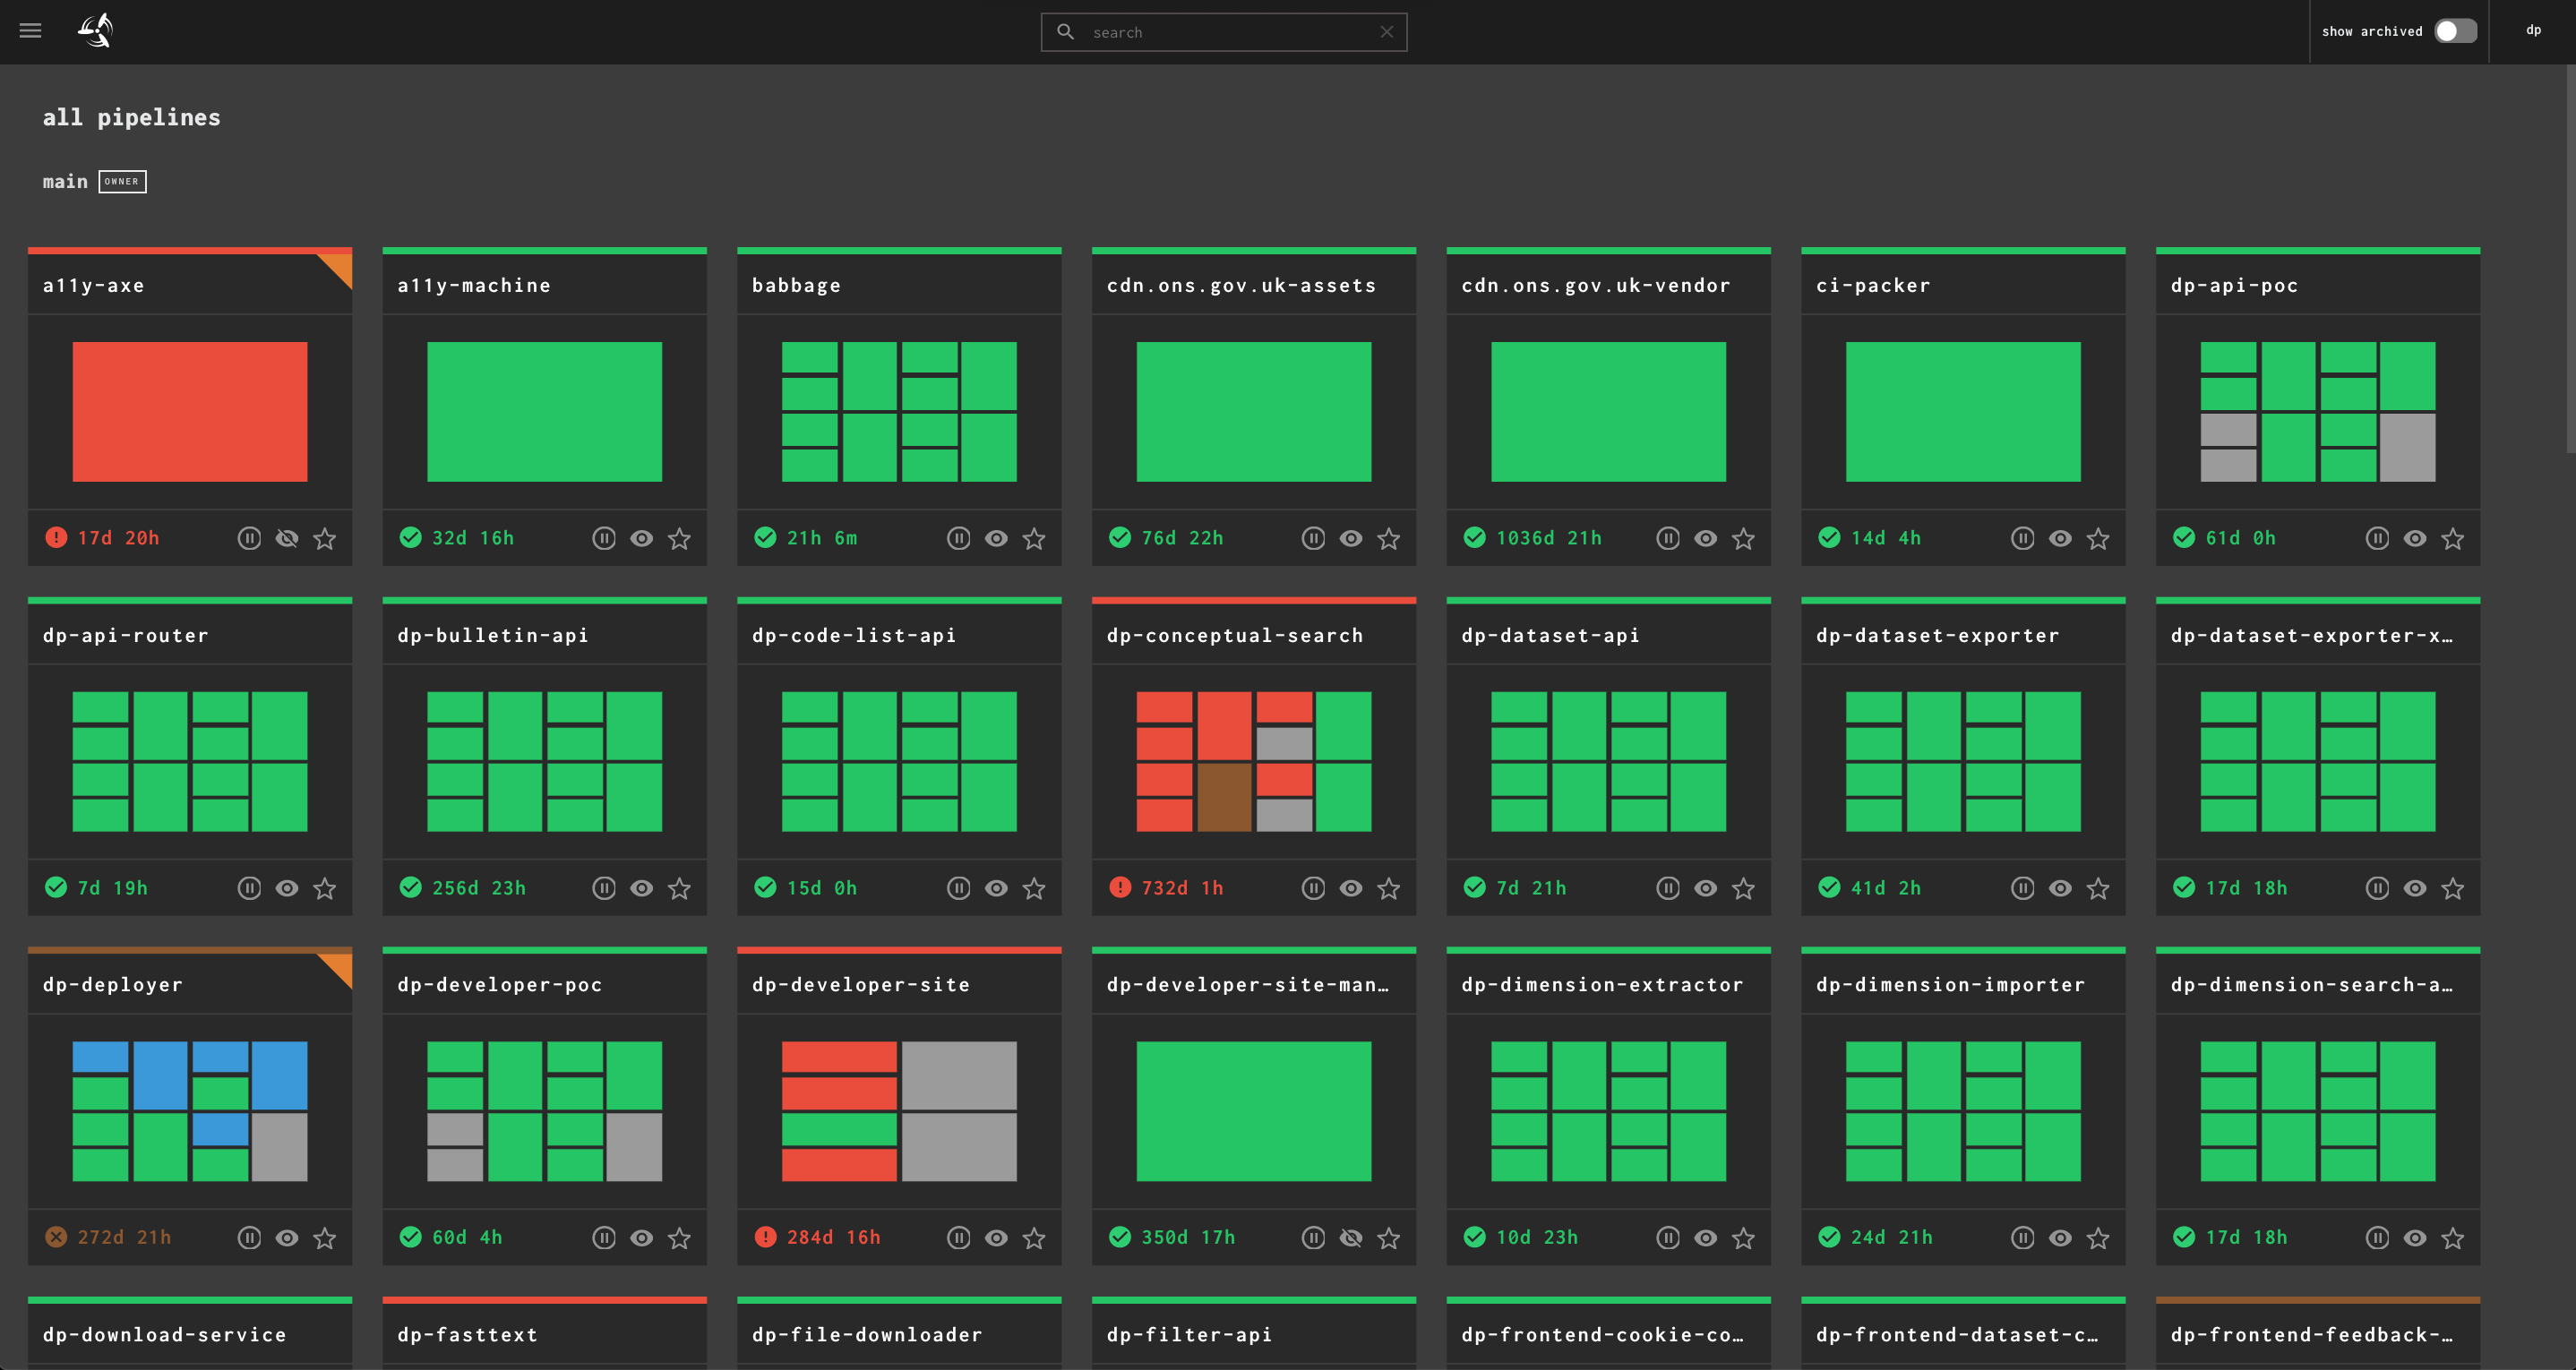 search
show archived
dp
all pipelines
main OWNER
a11y-axe
a11y-machine
babbage
cdn.ons.gov.uk-assets
cdn.ons.gov.uk-vendor
ci-packer
dp-api-poc
17d 20h
32d 16h
21h 6m
76d 22h
1036d 21h
14d 4h
61d 0h
dp-api-router
dp-bulletin-api
dp-code-list-api
dp-conceptual-search
dp-dataset-api
dp-dataset-exporter
dp-dataset-exporter-x…
7d 19h
256d 23h
15d 0h
732d 1h
7d 21h
41d 2h
17d 18h
dp-deployer
dp-developer-poc
dp-developer-site
dp-developer-site-man…
dp-dimension-extractor
dp-dimension-importer
dp-dimension-search-a…
272d 21h
60d 4h
284d 16h
350d 17h
10d 23h
24d 21h
17d 18h
dp-download-service
dp-fasttext
dp-file-downloader
dp-filter-api
dp-frontend-cookie-co…
dp-frontend-dataset-c…
dp-frontend-feedback-…